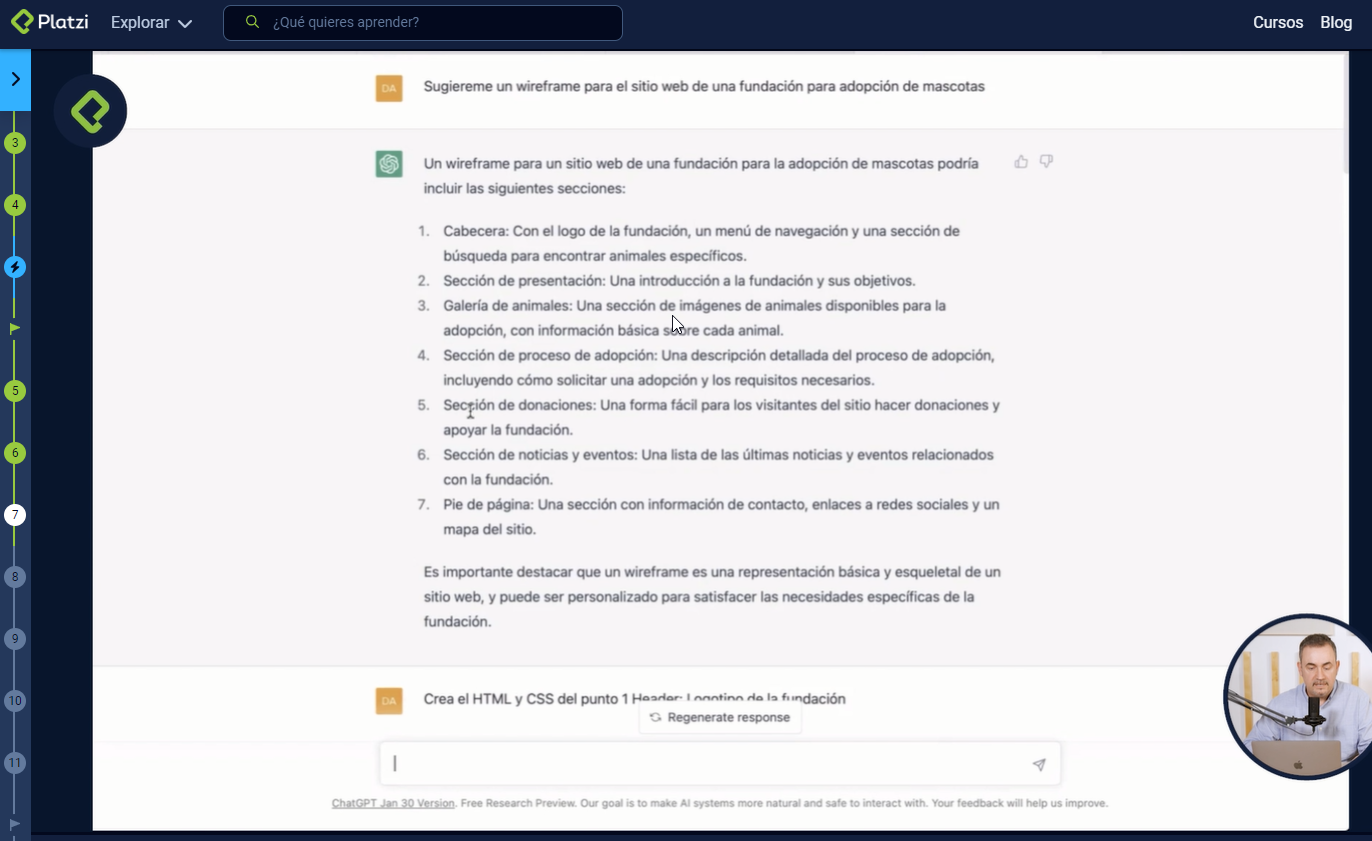 Platzi
Explorar
¿Qué quieres aprender?
Cursos
Blog
3
4
5
6
7
8
9
10
11
DA
Sugiereme un wireframe para el sitio web de una fundación para adopción de mascotas
Un wireframe para un sitio web de una fundación para la adopción de mascotas podría
incluir las siguientes secciones:
1. Cabecera: Con el logo de la fundación, un menú de navegación y una sección de
búsqueda para encontrar animales específicos.
2. Sección de presentación: Una introducción a la fundación y sus objetivos.
3. Galería de animales: Una sección de imágenes de animales disponibles para la
adopción, con información básica sobre cada animal.
4. Sección de proceso de adopción: Una descripción detallada del proceso de adopción,
incluyendo cómo solicitar una adopción y los requisitos necesarios.
5. Sección de donaciones: Una forma fácil para los visitantes del sitio hacer donaciones y
apoyar la fundación.
6. Sección de noticias y eventos: Una lista de las últimas noticias y eventos relacionados
con la fundación.
7. Pie de página: Una sección con información de contacto, enlaces a redes sociales y un
mapa del sitio.
Es importante destacar que un wireframe es una representación básica y esqueletal de un
sitio web, y puede ser personalizado para satisfacer las necesidades específicas de la
fundación.
DA
Crea el HTML y CSS del punto 1 Header: Logotipo de la fundación
Regenerate response
ChatGPT Jan 30 Version. Free Research Preview. Our goal is to make AI systems more natural and safe to interact with. Your feedback will help us improve.